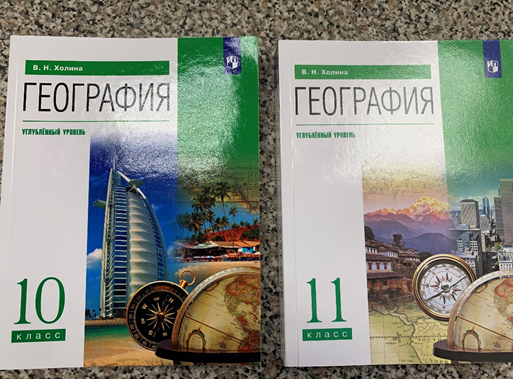 В. Н. Холина
ГЕОГРАФИЯ
УГЛУБЛЁННЫЙ УРОВЕНЬ
10
класс
В. Н. Холина
ГЕОГРАФИЯ
УГЛУБЛЁННЫЙ УРОВЕНЬ
11
класс